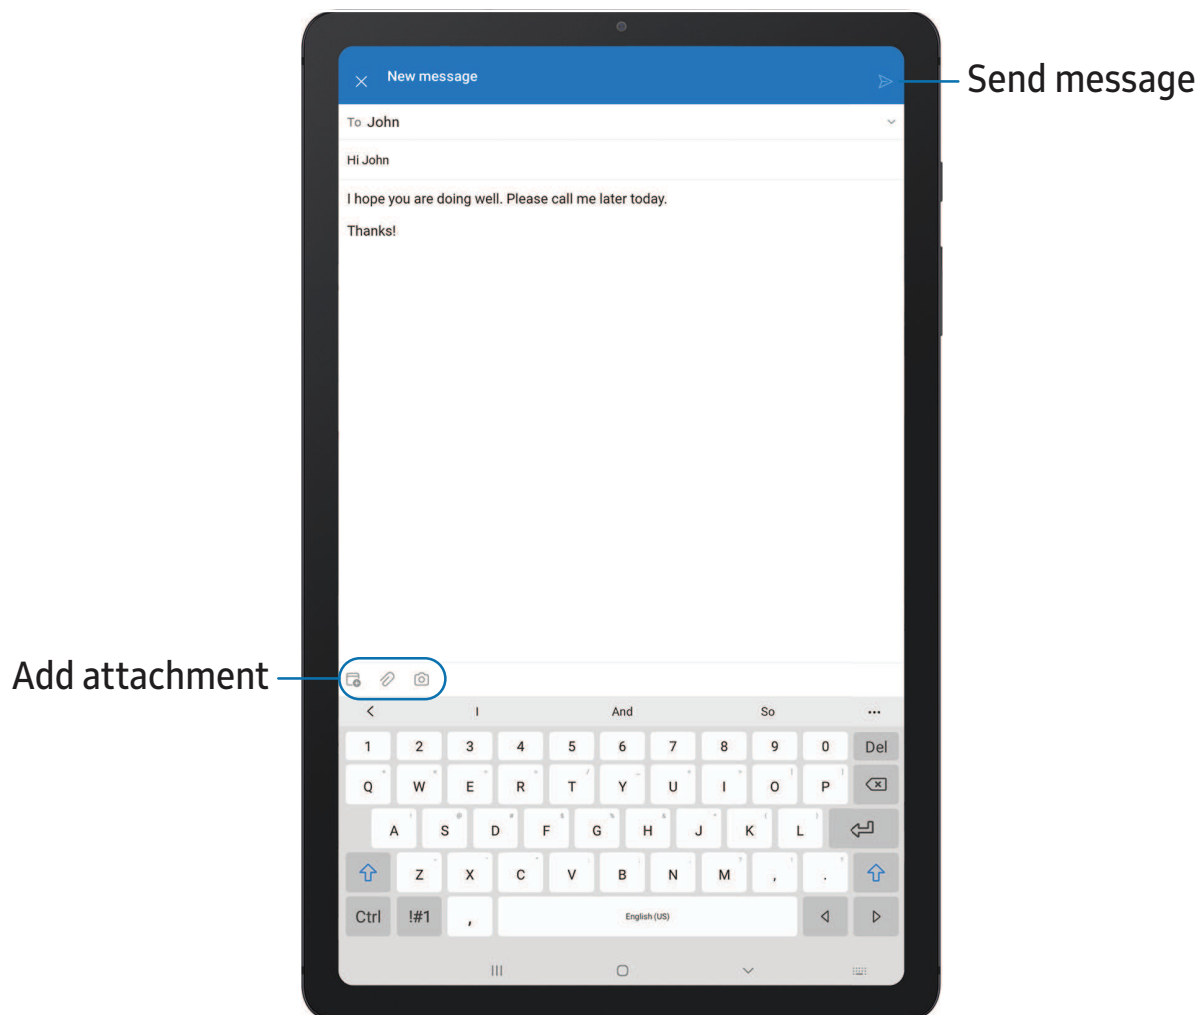 New message
Send message
To John
Hi John
I hope you are doing well. Please call me later today.
Thanks!
Add attachment
I And So
1 2 3 4 5 6 7 8 9 0 Del
Q W E R T Y U I O P
A S D F G H J K L
Z X C V B N M , .
Ctrl !#1 , English (US)